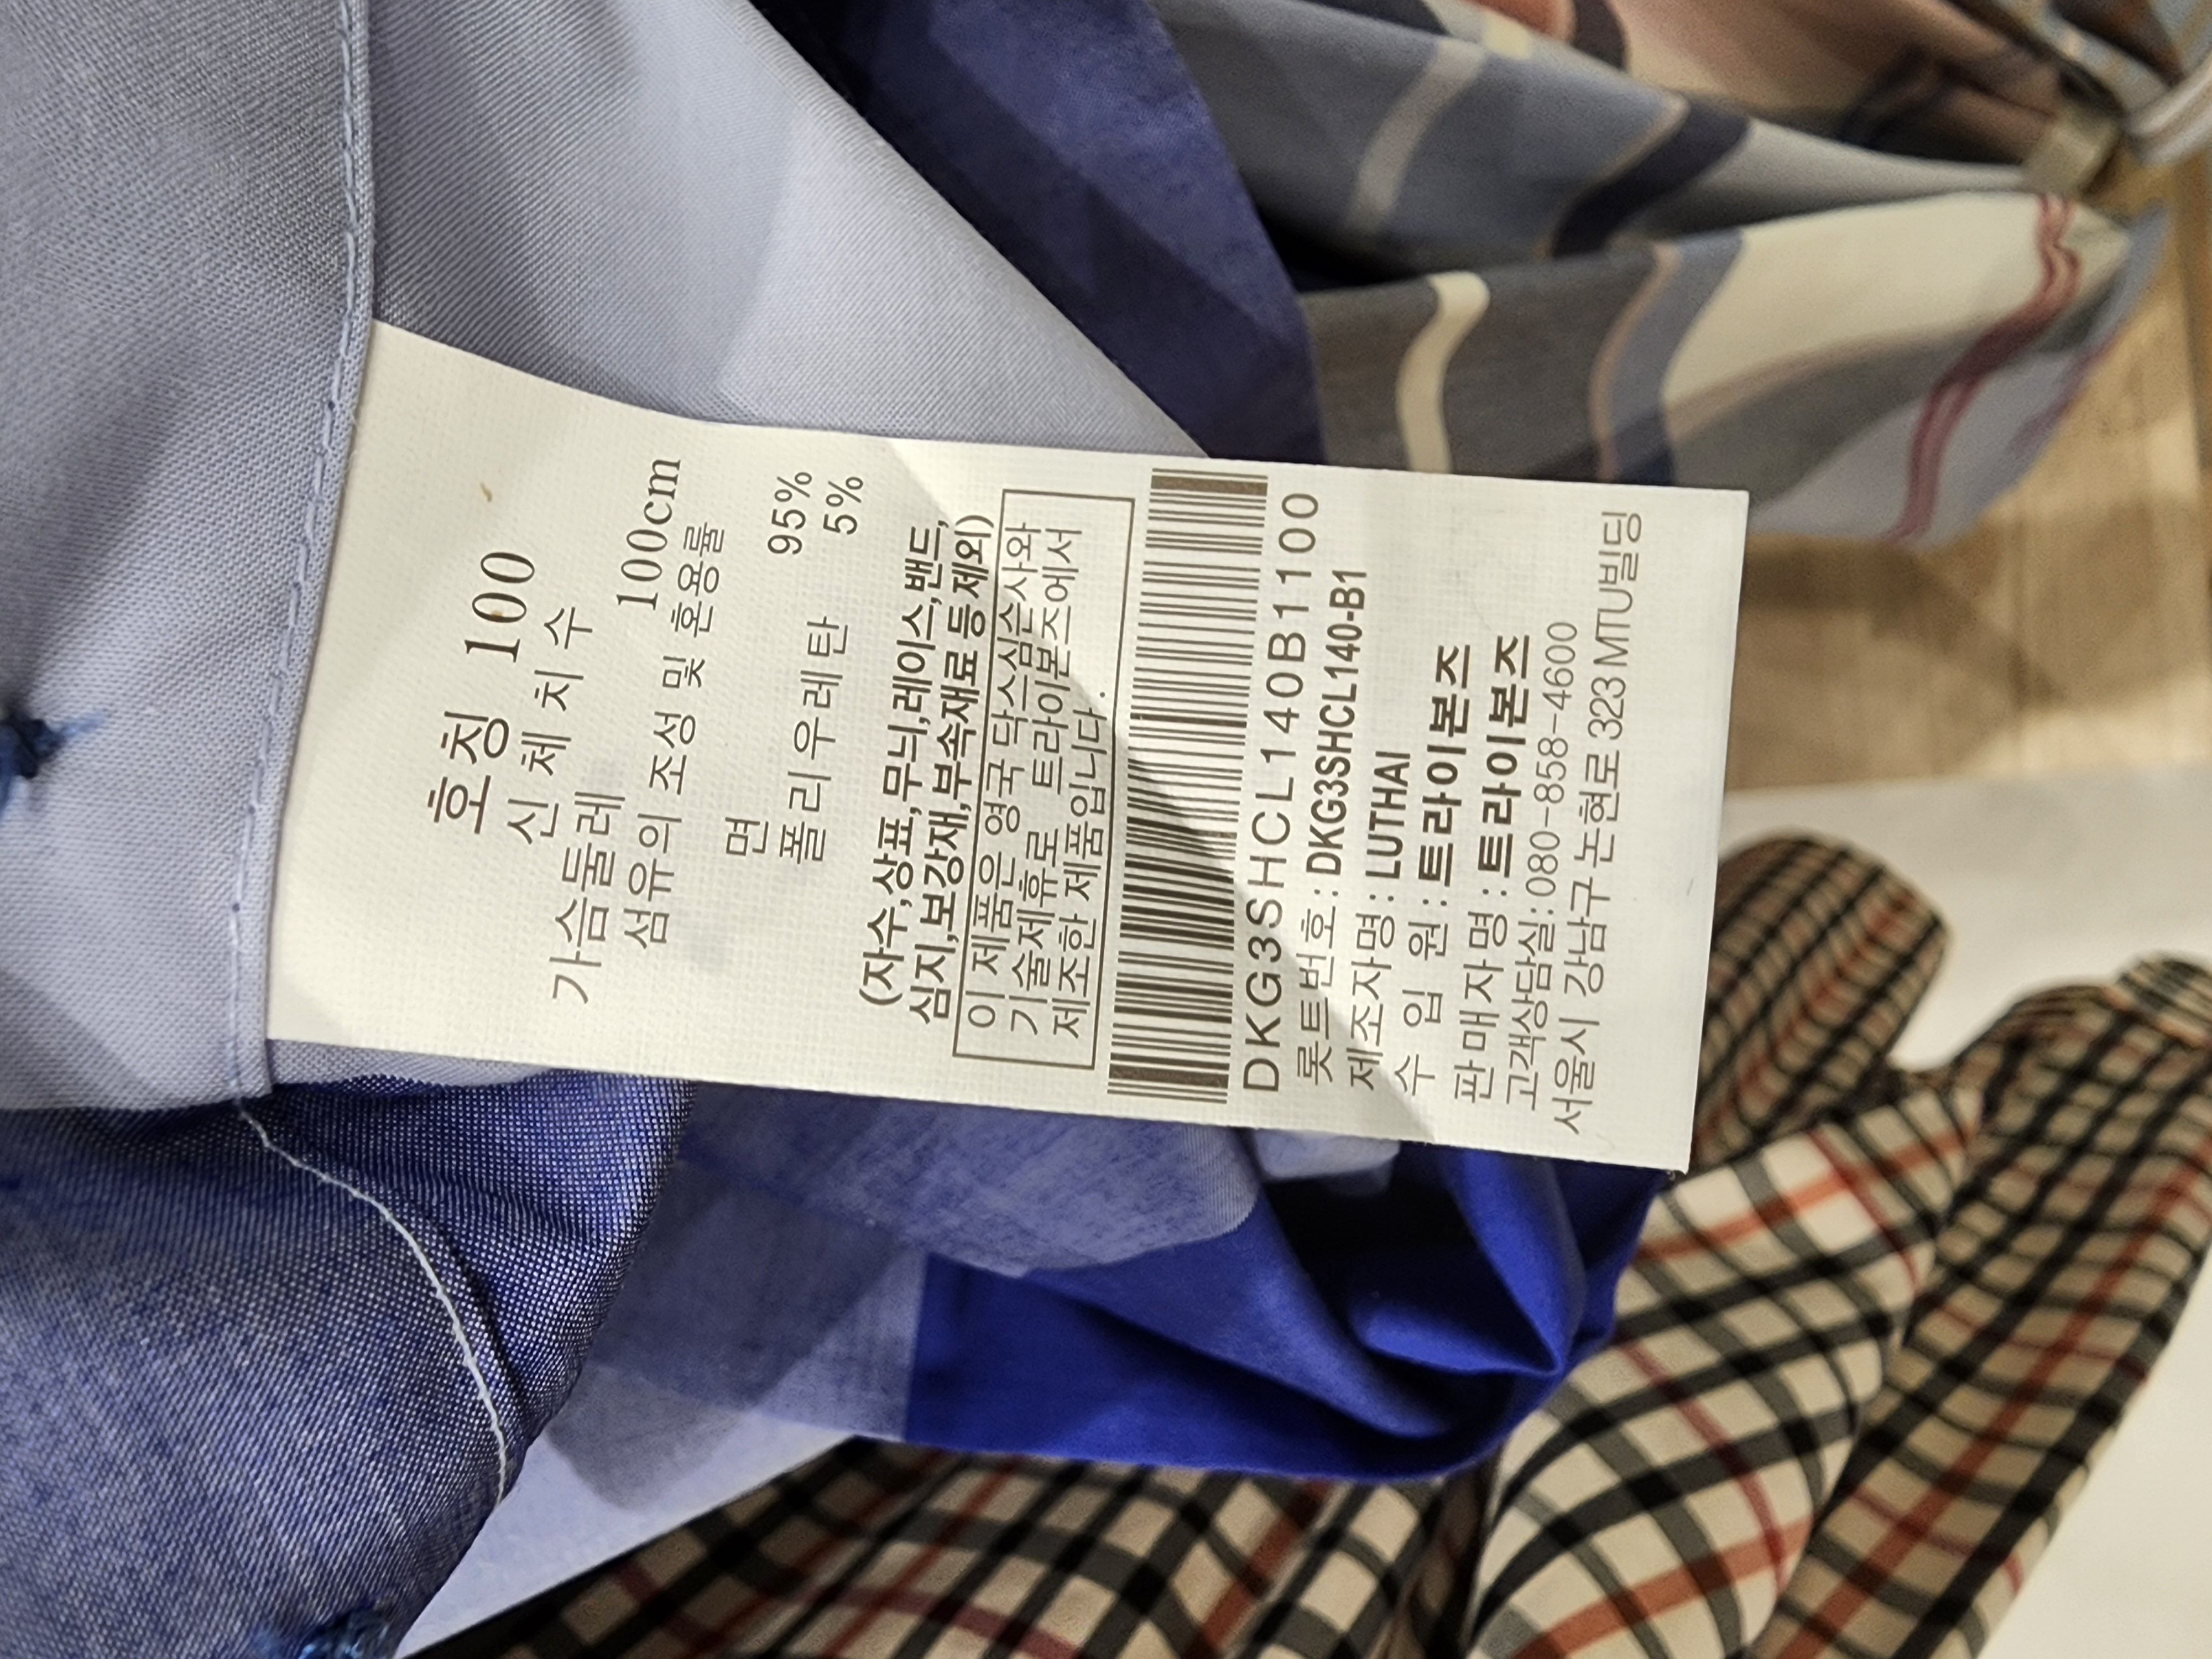 호칭 100
신체치수
가슴둘레 100cm
섬유의 조성 및 혼용률
면 95%
폴리우레탄 5%
(자수,상표,무늬,레이스,밴드,
심지,보강재,부속재료 등 제외)
이 제품은 영국 닥스심슨사와
기술제휴로 트라이본즈에서
제조한 제품입니다.
DKG3SHCL140B1100
롯트번호:DKG3SHCL140-B1
제조자명:LUTHAI
수 입 원:트라이본즈
판매자명:트라이본즈
고객상담실:080-858-4600
서울시 강남구 논현로 323 MTU빌딩